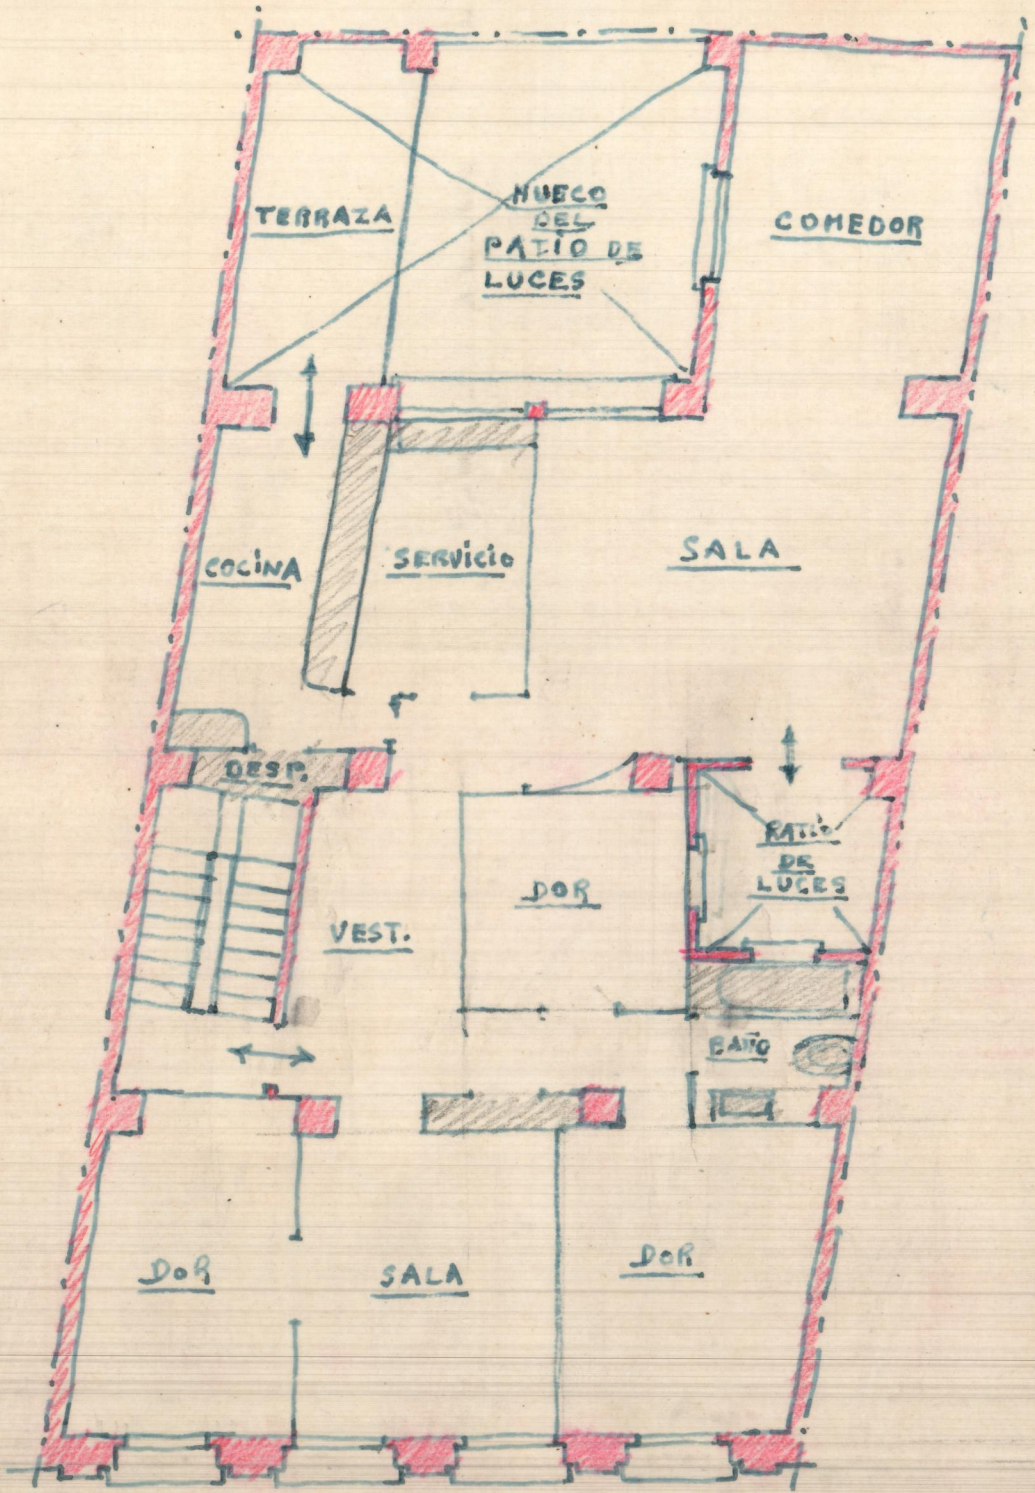 TERRAZA
HUECO
DEL
PATIO DE
LUCES
COMEDOR
COCINA
SERVICIO
SALA
DESP.
PATIO
DE
LUCES
DOR
VEST.
BAÑO
DOR
SALA
DOR